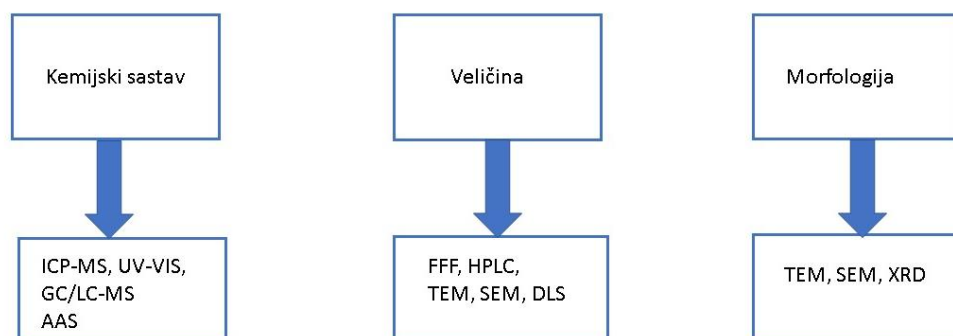 Kemijski sastav
Veličina
Morfologija
ICP-MS, UV-VIS,
GC/LC-MS
AAS
FFF, HPLC,
TEM, SEM, DLS
TEM, SEM, XRD